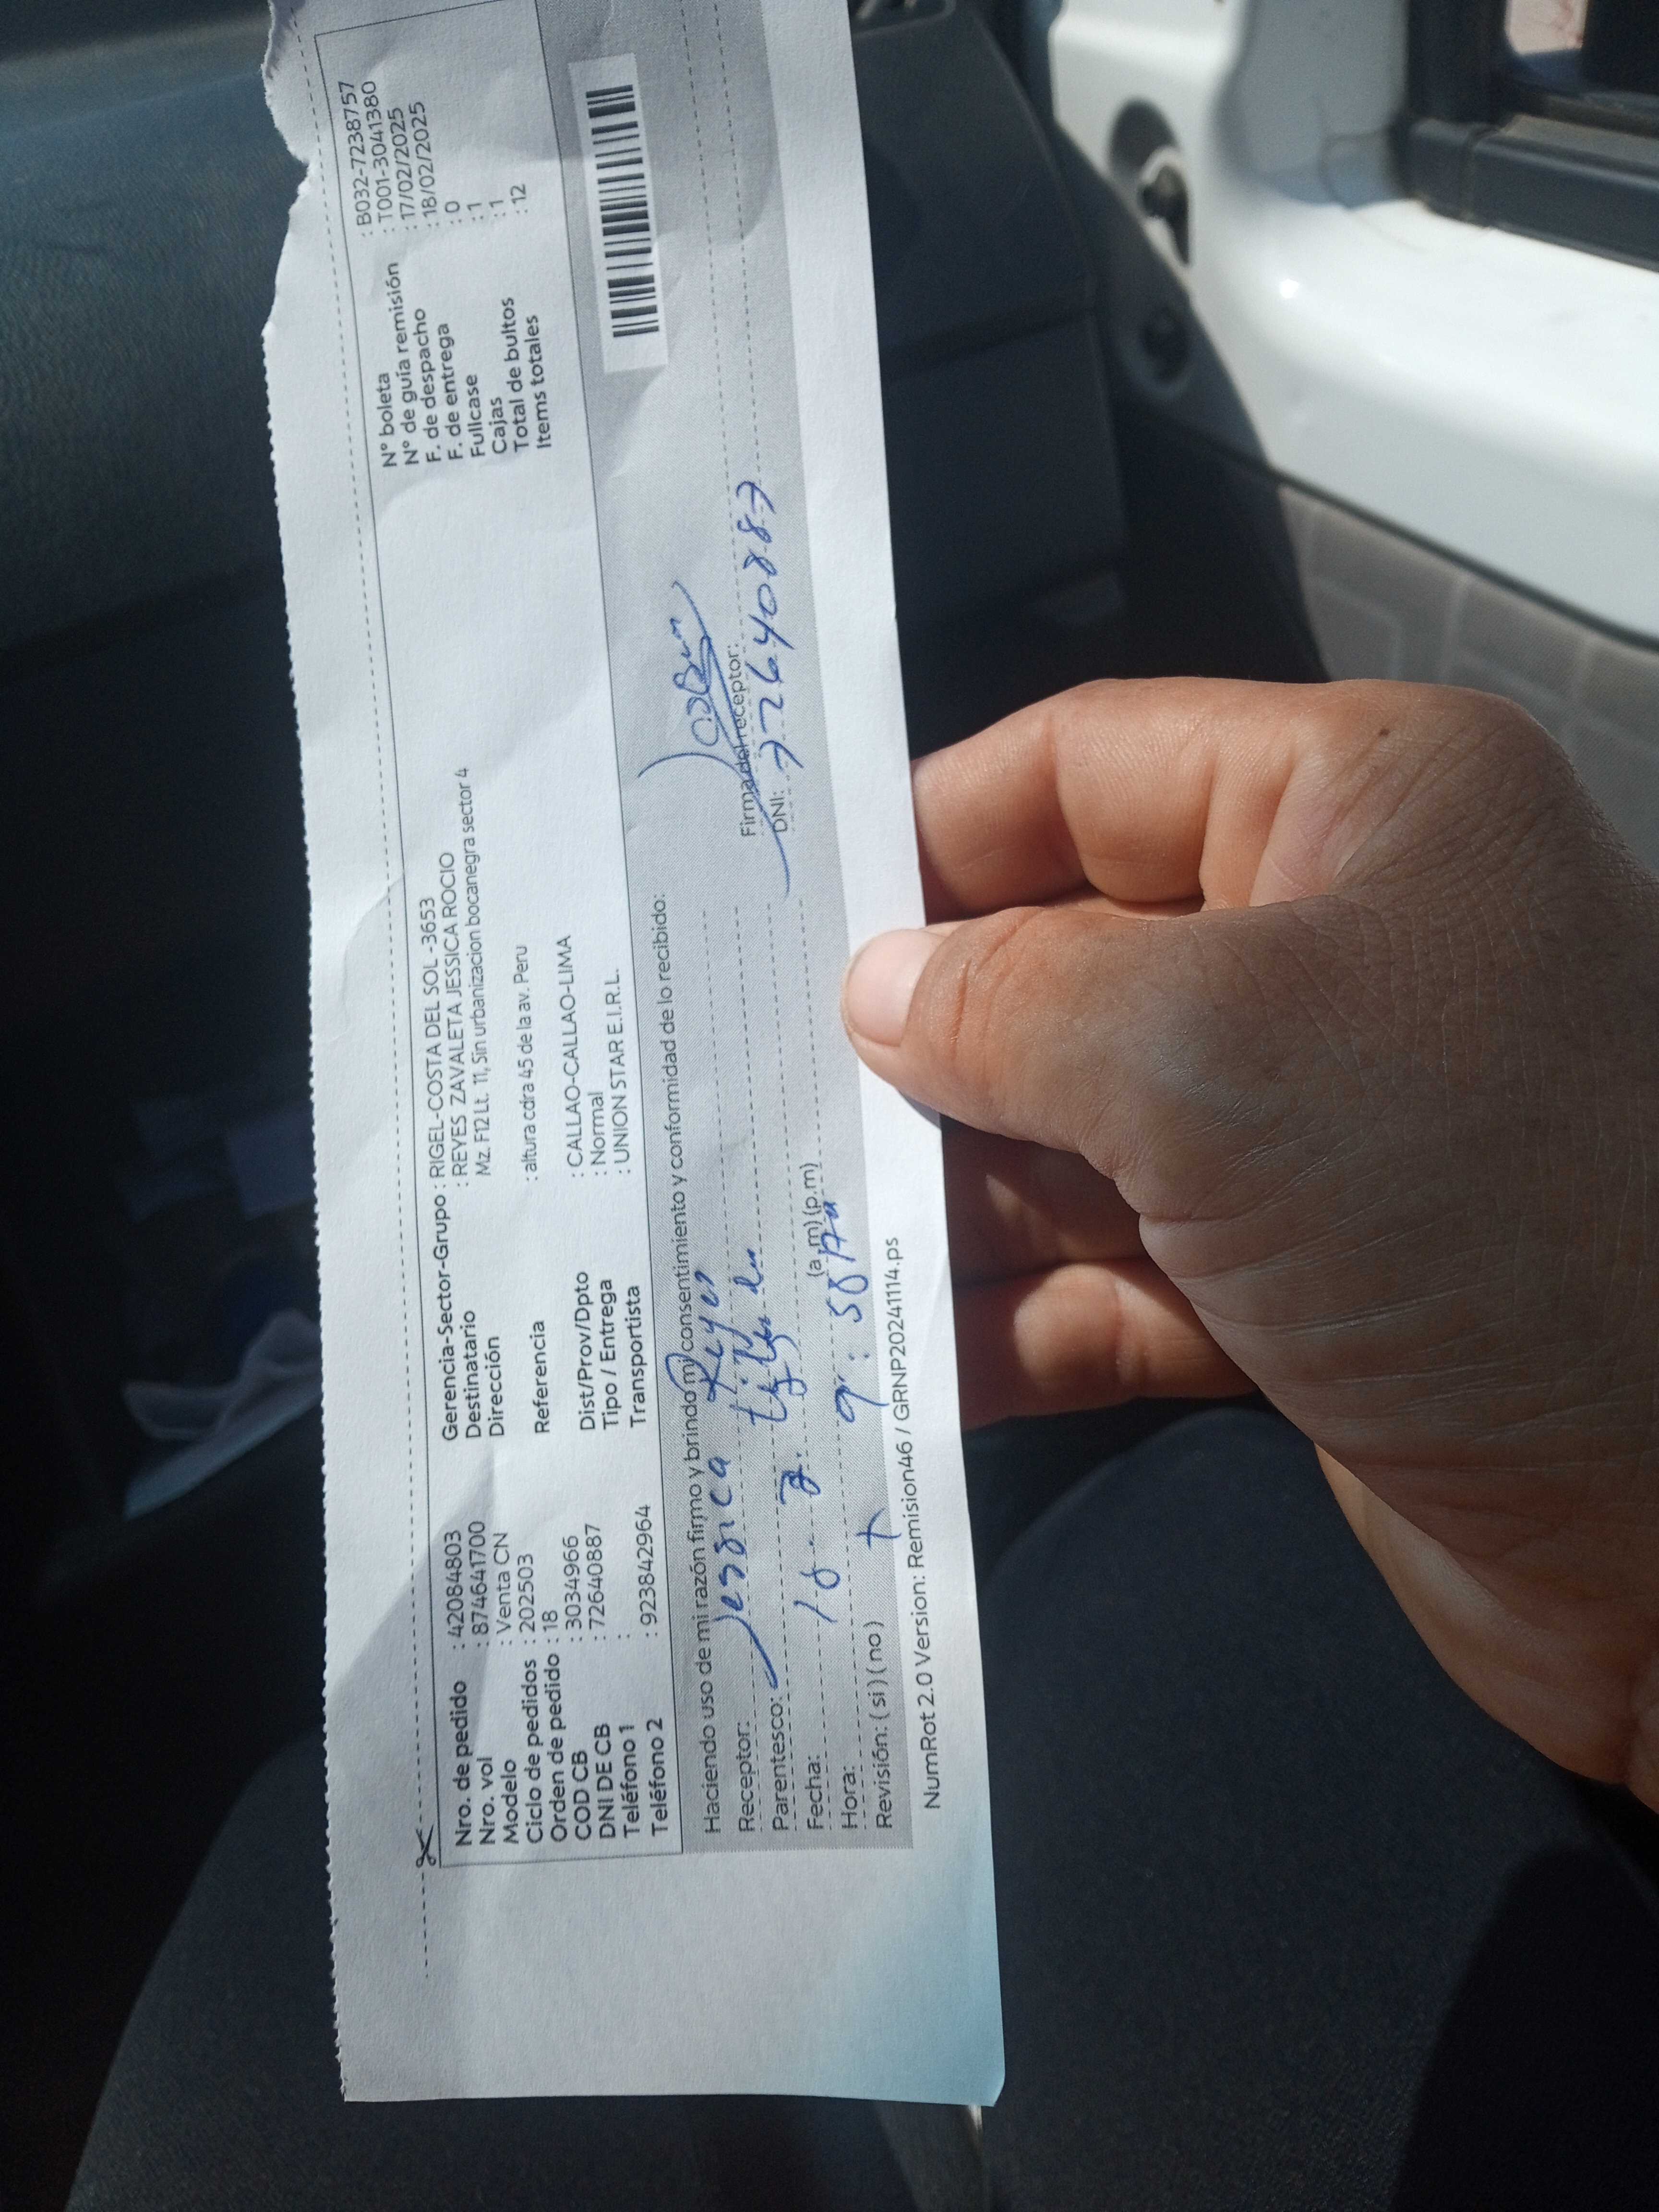 Nro. de pedido : 42084803
Nro. vol : 874641700
Modelo : Venta CN
Ciclo de pedidos : 202503
Orden de pedido : 18
COD CB : 3034966
DNI DE CB : 72640887
Teléfono 1 :
Teléfono 2 : 923842964
Gerencia-Sector-Grupo : RIGEL-COSTA DEL SOL -3653
Destinatario : REYES ZAVALETA JESSICA ROCIO
Dirección Mz. F12 Lt. 11, Sin urbanizacion bocanegra sector 4
Referencia : altura cdra 45 de la av. Peru
Dist/Prov/Dpto : CALLAO-CALLAO-LIMA
Tipo / Entrega : Normal
Transportista : UNION STAR E.I.R.L.
N° boleta : B032-7238757
N° de guía remisión : T001-3041380
F. de despacho : 17/02/2025
F. de entrega : 18/02/2025
Fullcase : 0
Cajas : 1
Total de bultos : 1
Items totales : 12
Haciendo uso de mi razón firmo y brindo mi consentimiento y conformidad de lo recibido:
Receptor: Jessica Reyes
Parentesco:
Fecha:
Hora: 9:50 (a.m) (p.m)
Revisión: ( si ) ( no )
Firma del receptor:
DNI: 72640887
NumRot 2.0 Version: Remision46 / GRNP20241114.ps